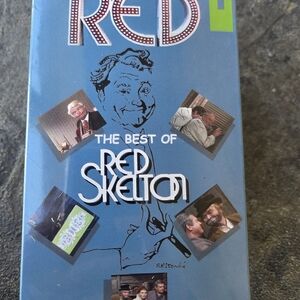 RED
THE BEST OF
RED
SKELTON